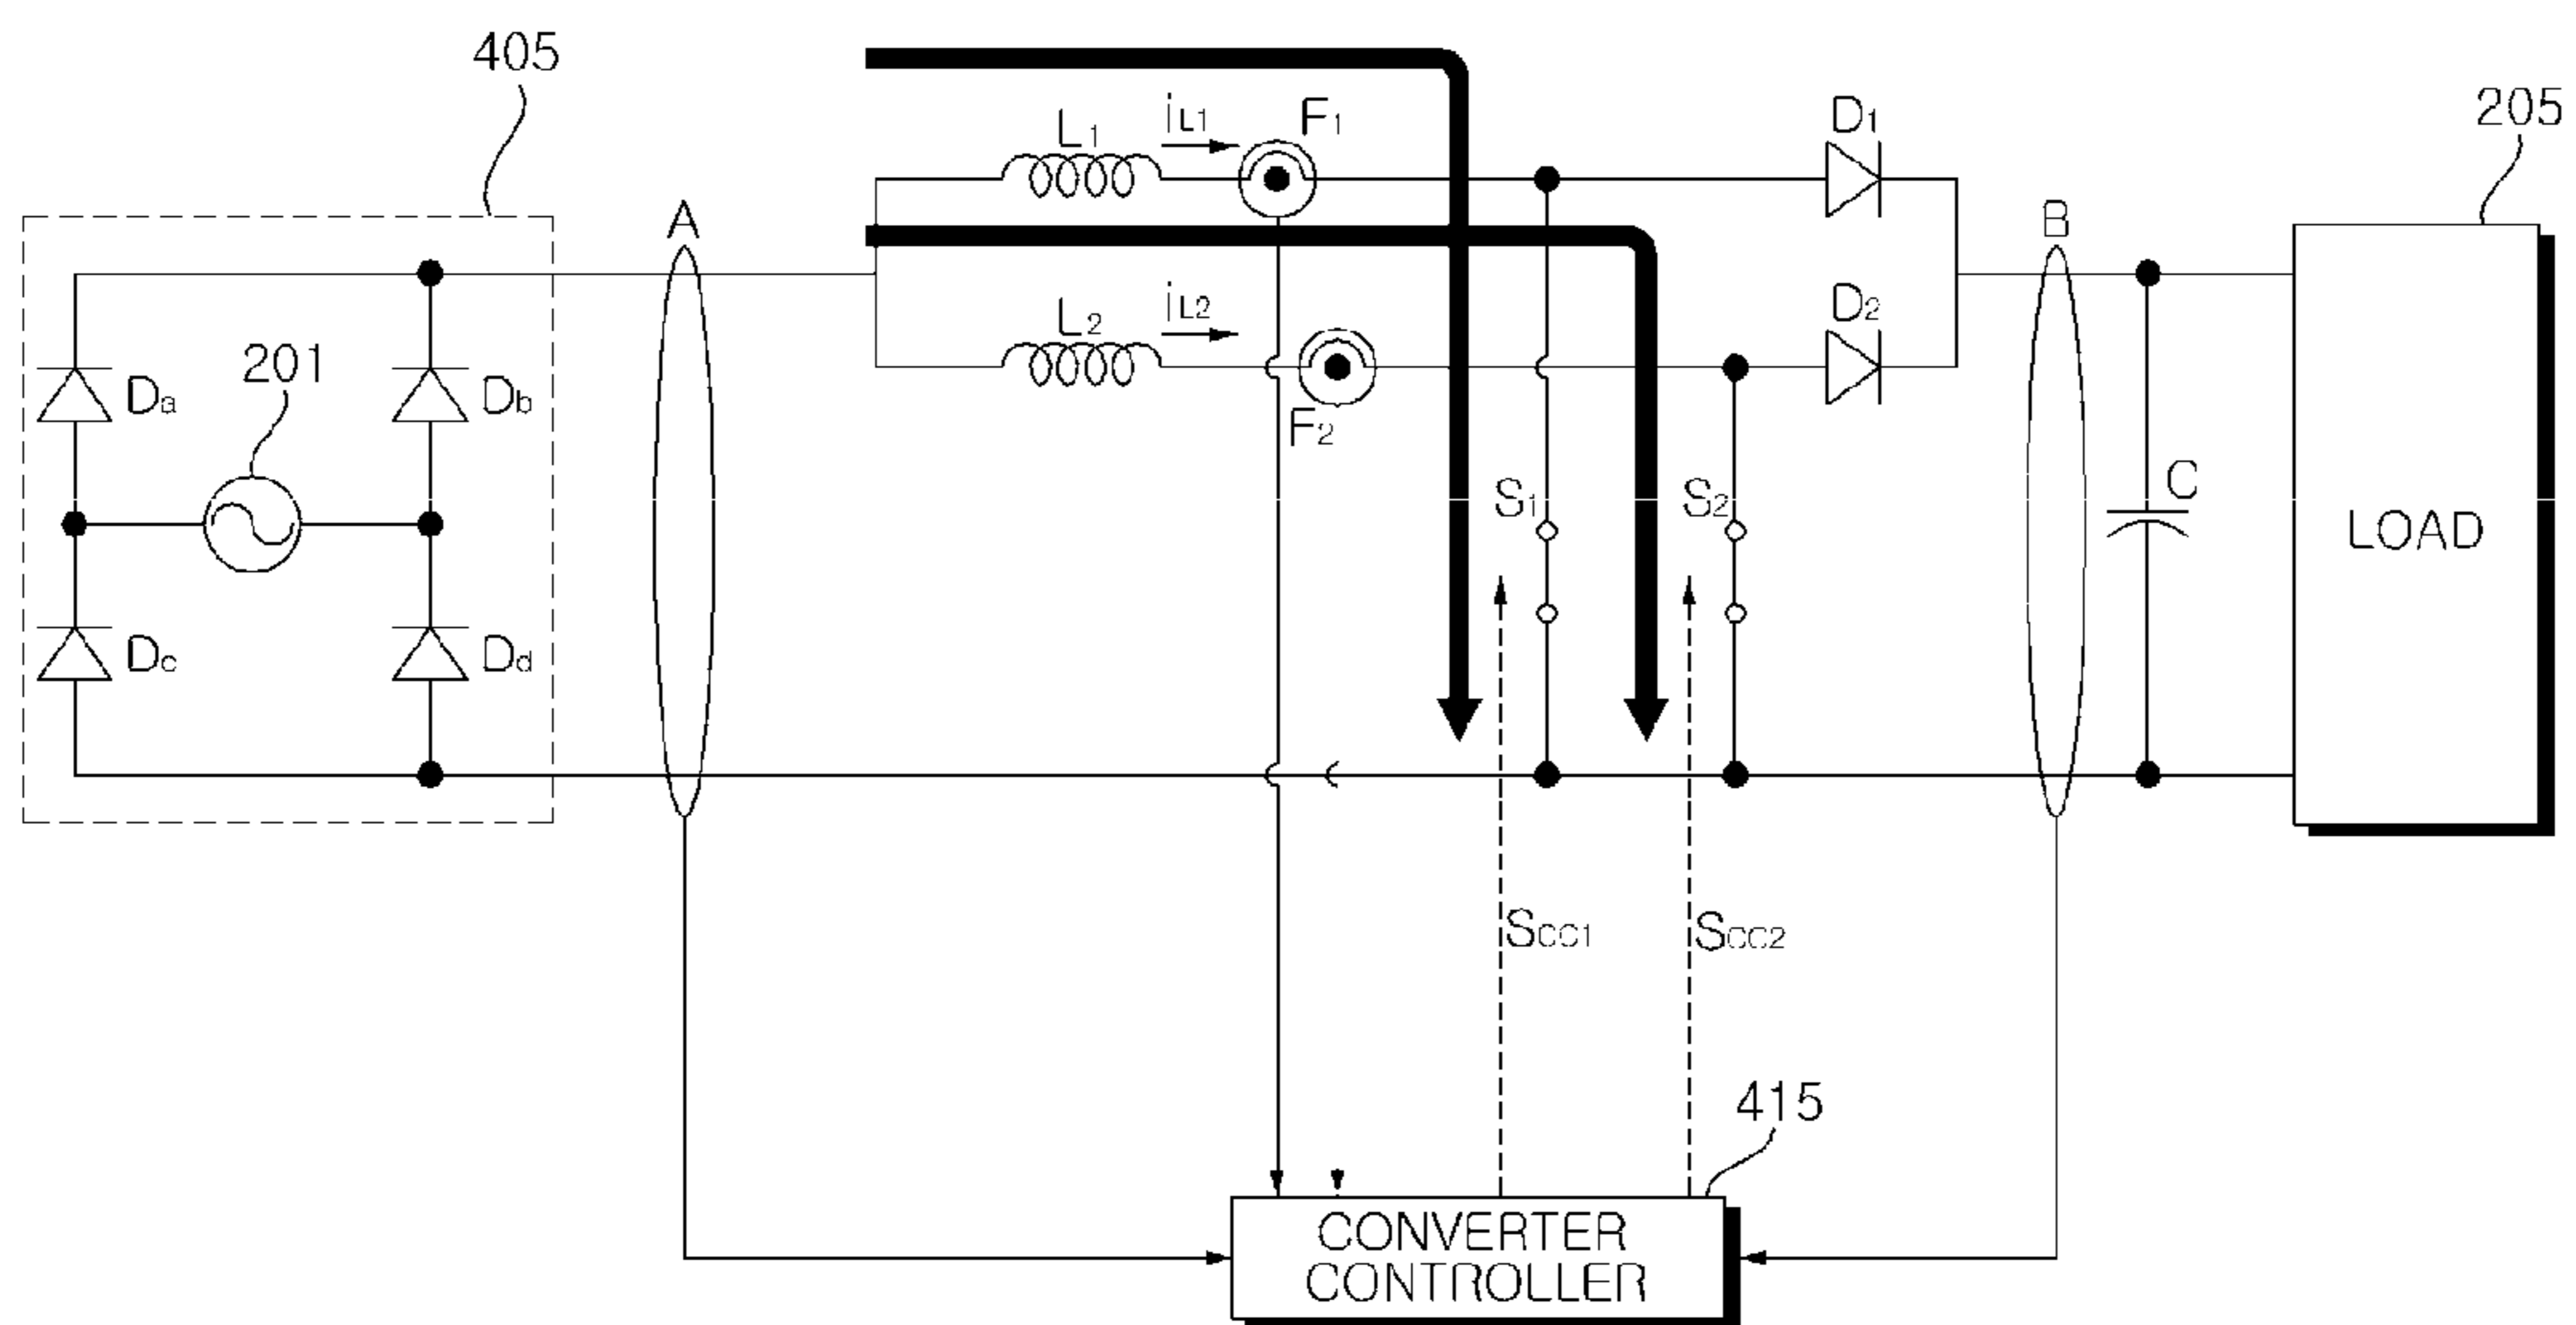 405
205
A
B
L1
iL1
F1
D1
L2
iL2
F2
D2
201
Da
Db
Dc
Dd
S1
S2
C
LOAD
SCC1
SCC2
415
CONVERTER
CONTROLLER